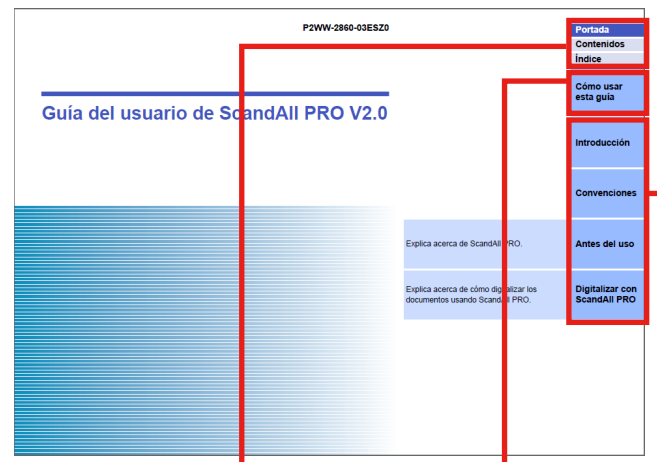 P2WW-2860-03ESZ0
Portada
Contenidos
Índice
Cómo usar
esta guía
Guía del usuario de ScandAll PRO V2.0
Introducción
Convenciones
Explica acerca de ScandAll PRO.
Antes del uso
Explica acerca de cómo digitalizar los
documentos usando ScandAll PRO.
Digitalizar con
ScandAll PRO